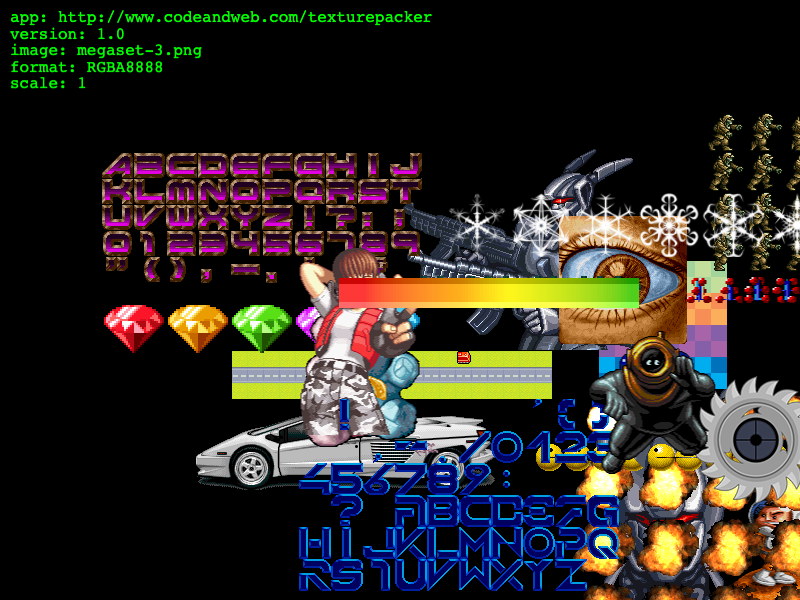 app: http://www.codeandweb.com/texturepacker
version: 1.0
image: megaset-3.png
format: RGBA8888
scale: 1
ABCDEFGHIJ
KLMNOPQRST
UVWXYZ!?;:
0123456789
"(),-.
/0123
456789:
? ABCDEFG
HIJKLMNOPQ
RSTUVWXYZ